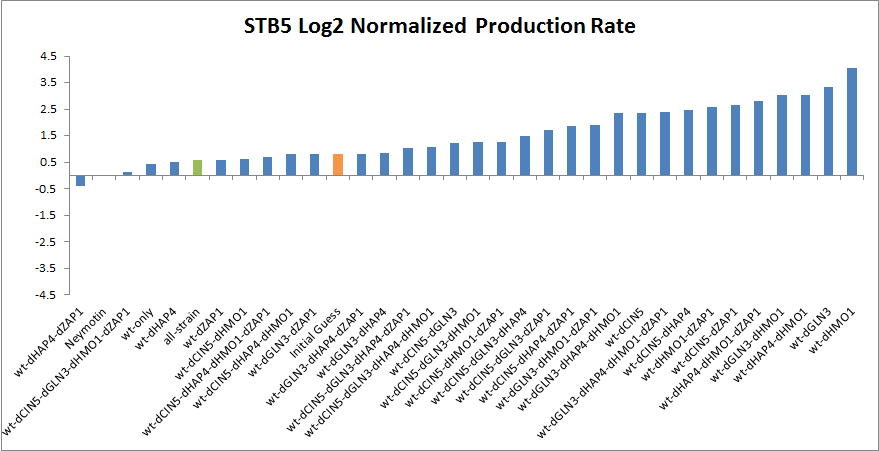 STB5 Log2 Normalized Production Rate
4.5
3.5
2.5
1.5
0.5
-0.5
-1.5
-2.5
-3.5
-4.5
wt-dHAP4-dZAP1
Neymotin
wt-dCIN5-dGLN3-dHMO1-dZAP1
wt-only
wt-dHAP4
all-strain
wt-dZAP1
wt-dCIN5-dHMO1
wt-dCIN5-dHAP4-dHMO1-dZAP1
wt-dCIN5-dHAP4-dHMO1
wt-dGLN3-dZAP1
Initial Guess
wt-dGLN3-dHAP4-dZAP1
wt-dGLN3-dHAP4
wt-dCIN5-dGLN3-dHAP4-dZAP1
wt-dCIN5-dGLN3-dHAP4-dHMO1
wt-dCIN5-dGLN3
wt-dCIN5-dGLN3-dHMO1
wt-dCIN5-dHMO1-dZAP1
wt-dCIN5-dGLN3-dHAP4
wt-dCIN5-dGLN3-dZAP1
wt-dCIN5-dHAP4-dZAP1
wt-dGLN3-dHMO1-dZAP1
wt-dGLN3-dHAP4-dHMO1
wt-dCIN5
wt-dGLN3-dHAP4-dHMO1-dZAP1
wt-dCIN5-dHAP4
wt-dHMO1-dZAP1
wt-dCIN5-dZAP1
wt-dHAP4-dHMO1-dZAP1
wt-dGLN3-dHMO1
wt-dHAP4-dHMO1
wt-dGLN3
wt-dHMO1